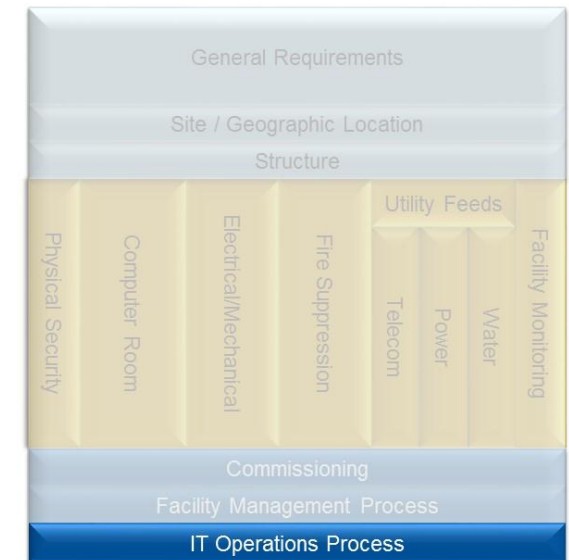 General Requirements
Site / Geographic Location
Structure
Physical Security
Computer Room
Electrical/Mechanical
Fire Suppression
Utility Feeds
Telecom
Power
Water
Facility Monitoring
Commissioning
Facility Management Process
IT Operations Process